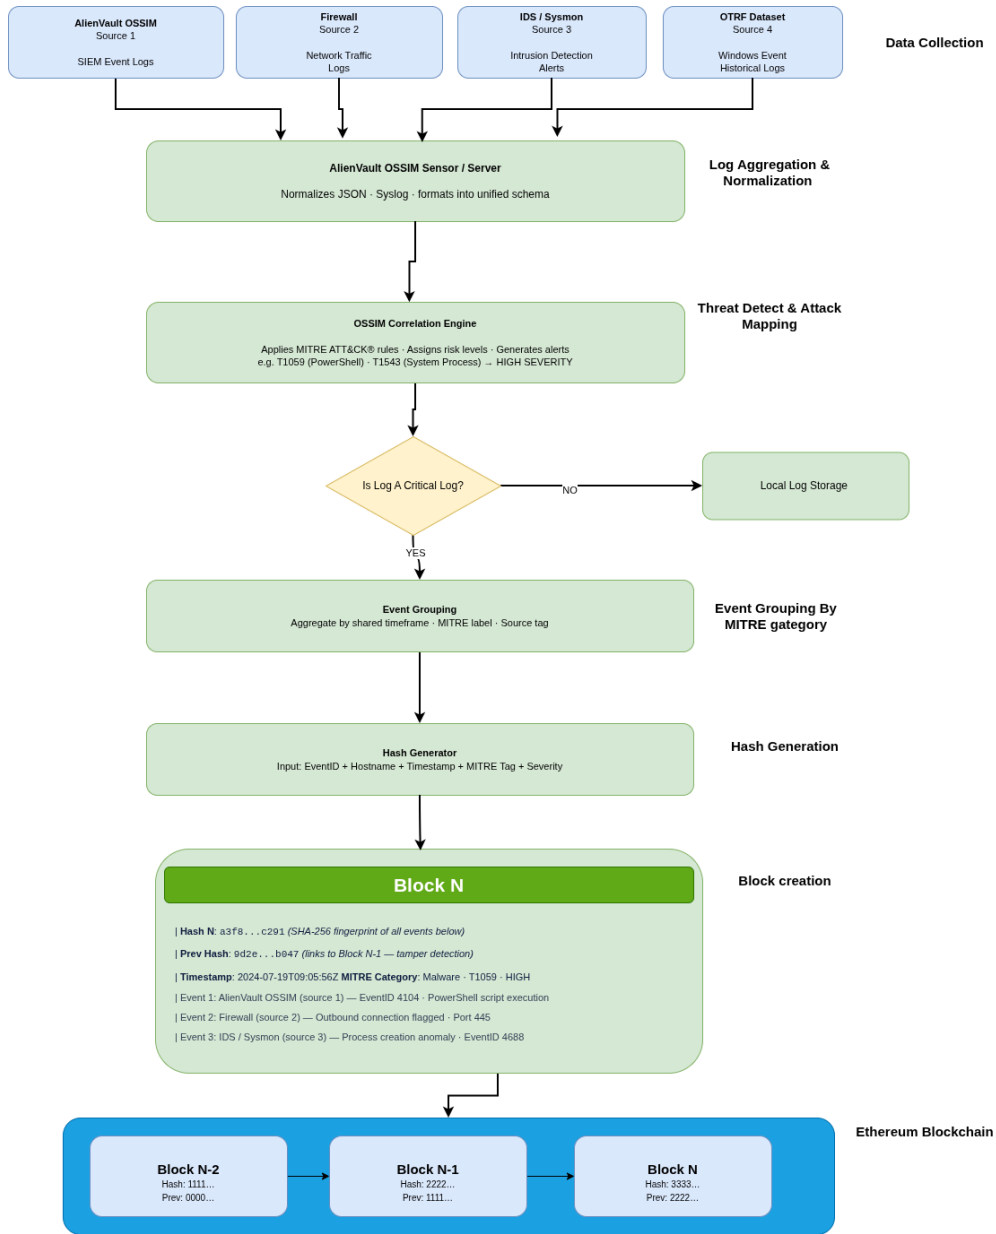 AlienVault OSSIM
Source 1
SIEM Event Logs
Firewall
Source 2
Network Traffic
Logs
IDS / Sysmon
Source 3
Intrusion Detection
Alerts
OTRF Dataset
Source 4
Windows Event
Historical Logs
Data Collection
AlienVault OSSIM Sensor / Server
Normalizes JSON · Syslog · formats into unified schema
Log Aggregation &
Normalization
OSSIM Correlation Engine
Applies MITRE ATT&CK® rules · Assigns risk levels · Generates alerts
e.g. T1059 (PowerShell) · T1543 (System Process) → HIGH SEVERITY
Threat Detect & Attack
Mapping
Is Log A Critical Log?
NO
Local Log Storage
YES
Event Grouping
Aggregate by shared timeframe · MITRE label · Source tag
Event Grouping By
MITRE gategory
Hash Generator
Input: EventID + Hostname + Timestamp + MITRE Tag + Severity
Hash Generation
Block N
Block creation
| Hash N: a3f8...c291 (SHA-256 fingerprint of all events below)
| Prev Hash: 9d2e...b047 (links to Block N-1 — tamper detection)
| Timestamp: 2024-07-19T09:05:56Z MITRE Category: Malware · T1059 · HIGH
| Event 1: AlienVault OSSIM (source 1) — EventID 4104 · PowerShell script execution
| Event 2: Firewall (source 2) — Outbound connection flagged · Port 445
| Event 3: IDS / Sysmon (source 3) — Process creation anomaly · EventID 4688
Ethereum Blockchain
Block N-2
Hash: 1111...
Prev: 0000...
Block N-1
Hash: 2222...
Prev: 1111...
Block N
Hash: 3333...
Prev: 2222...